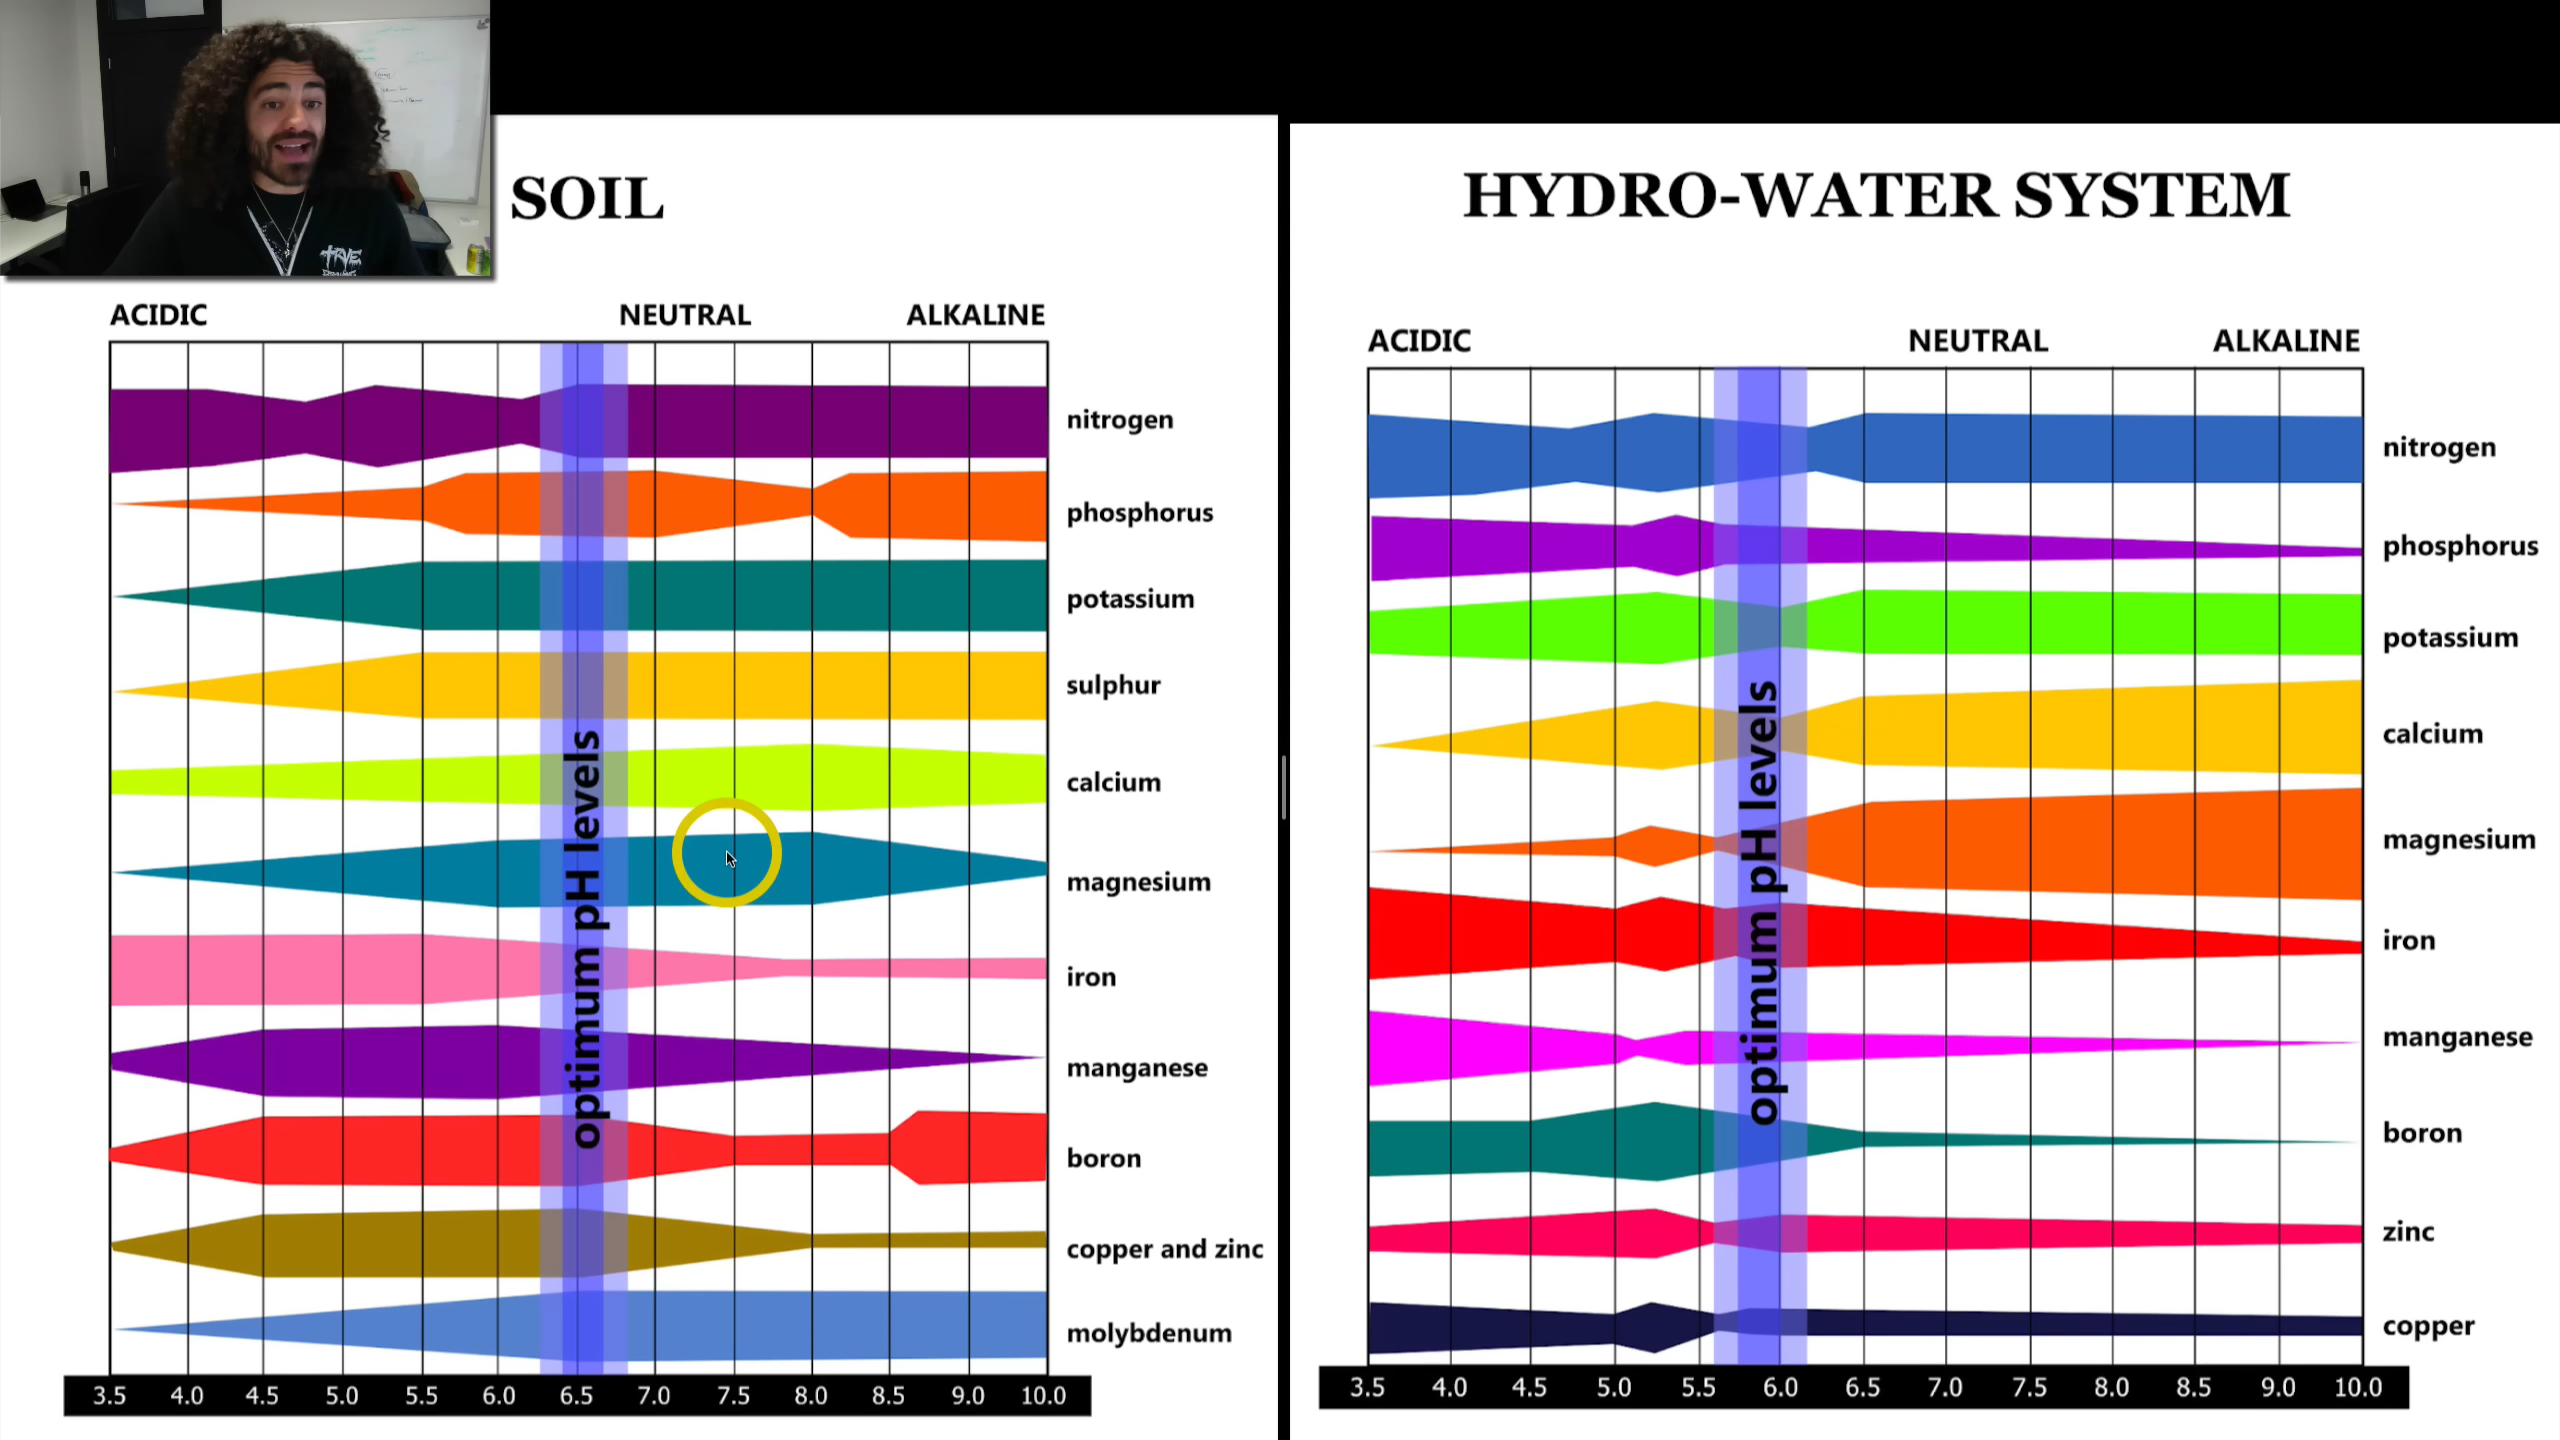 SOIL
ACIDIC NEUTRAL ALKALINE
nitrogen
phosphorus
potassium
sulphur
calcium
magnesium
iron
manganese
boron
copper and zinc
molybdenum
optimum pH levels
3.5 4.0 4.5 5.0 5.5 6.0 6.5 7.0 7.5 8.0 8.5 9.0 10.0
HYDRO-WATER SYSTEM
ACIDIC NEUTRAL ALKALINE
nitrogen
phosphorus
potassium
calcium
magnesium
iron
manganese
boron
zinc
copper
optimum pH levels
3.5 4.0 4.5 5.0 5.5 6.0 6.5 7.0 7.5 8.0 8.5 9.0 10.0